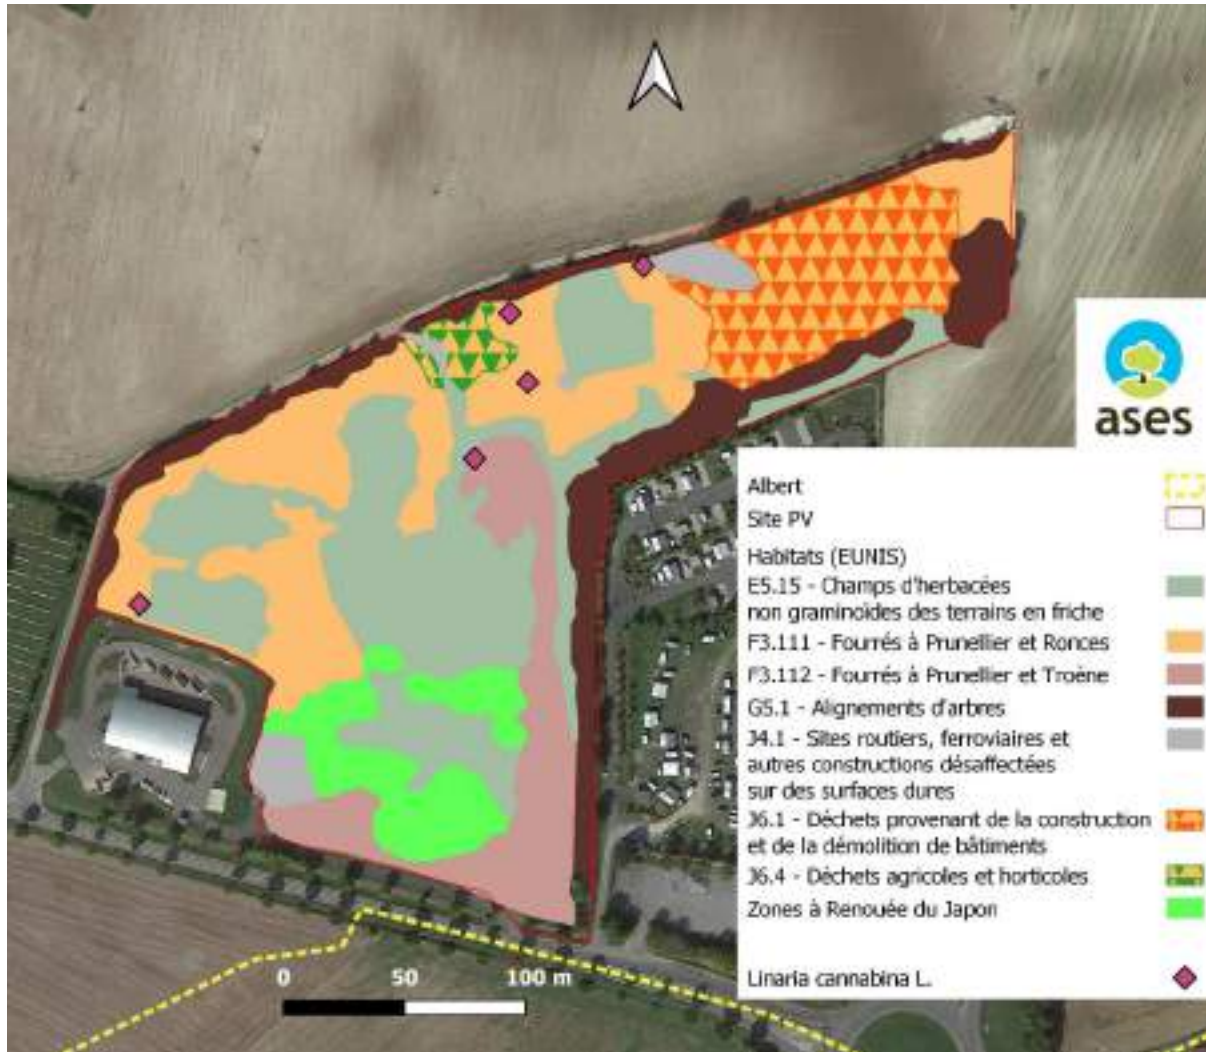 ases
Albert
Site PV
Habitats (EUNIS)
E5.15 - Champs d'herbacées
non graminoïdes des terrains en friche
F3.111 - Fourrés à Prunellier et Ronces
F3.112 - Fourrés à Prunellier et Troène
G5.1 - Alignements d'arbres
J4.1 - Sites routiers, ferroviaires et
autres constructions désaffectées
sur des surfaces dures
J6.1 - Déchets provenant de la construction
et de la démolition de bâtiments
J6.4 - Déchets agricoles et horticoles
Zones à Renouée du Japon
Linaria cannabina L.
0 50 100 m